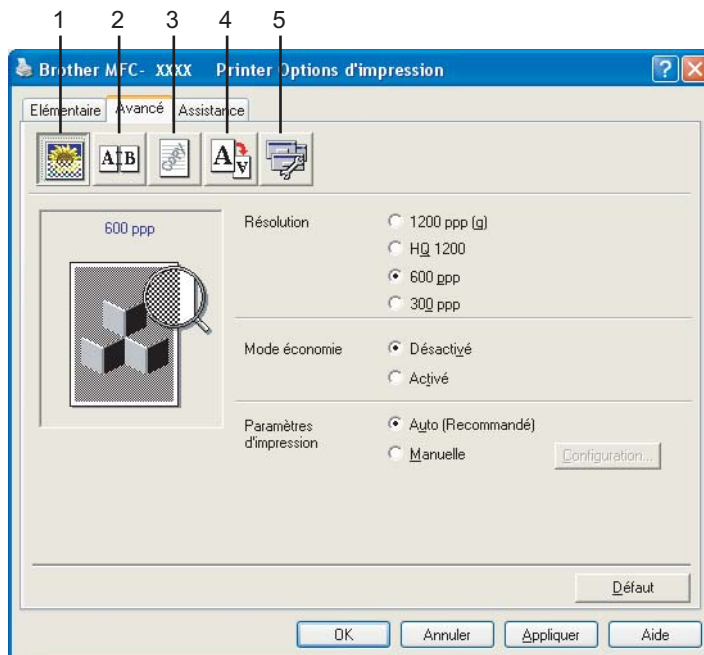 1 2 3 4 5
Brother MFC- XXXX Printer Options d'impression
Elémentaire Avancé Assistance
A B COPY A A
600 ppp
Résolution
1200 ppp (g)
HQ 1200
600 ppp
300 ppp
Mode économie
Désactivé
Activé
Paramètres
d'impression
Auto (Recommandé)
Manuelle
Configuration...
Défaut
OK Annuler Appliquer Aide